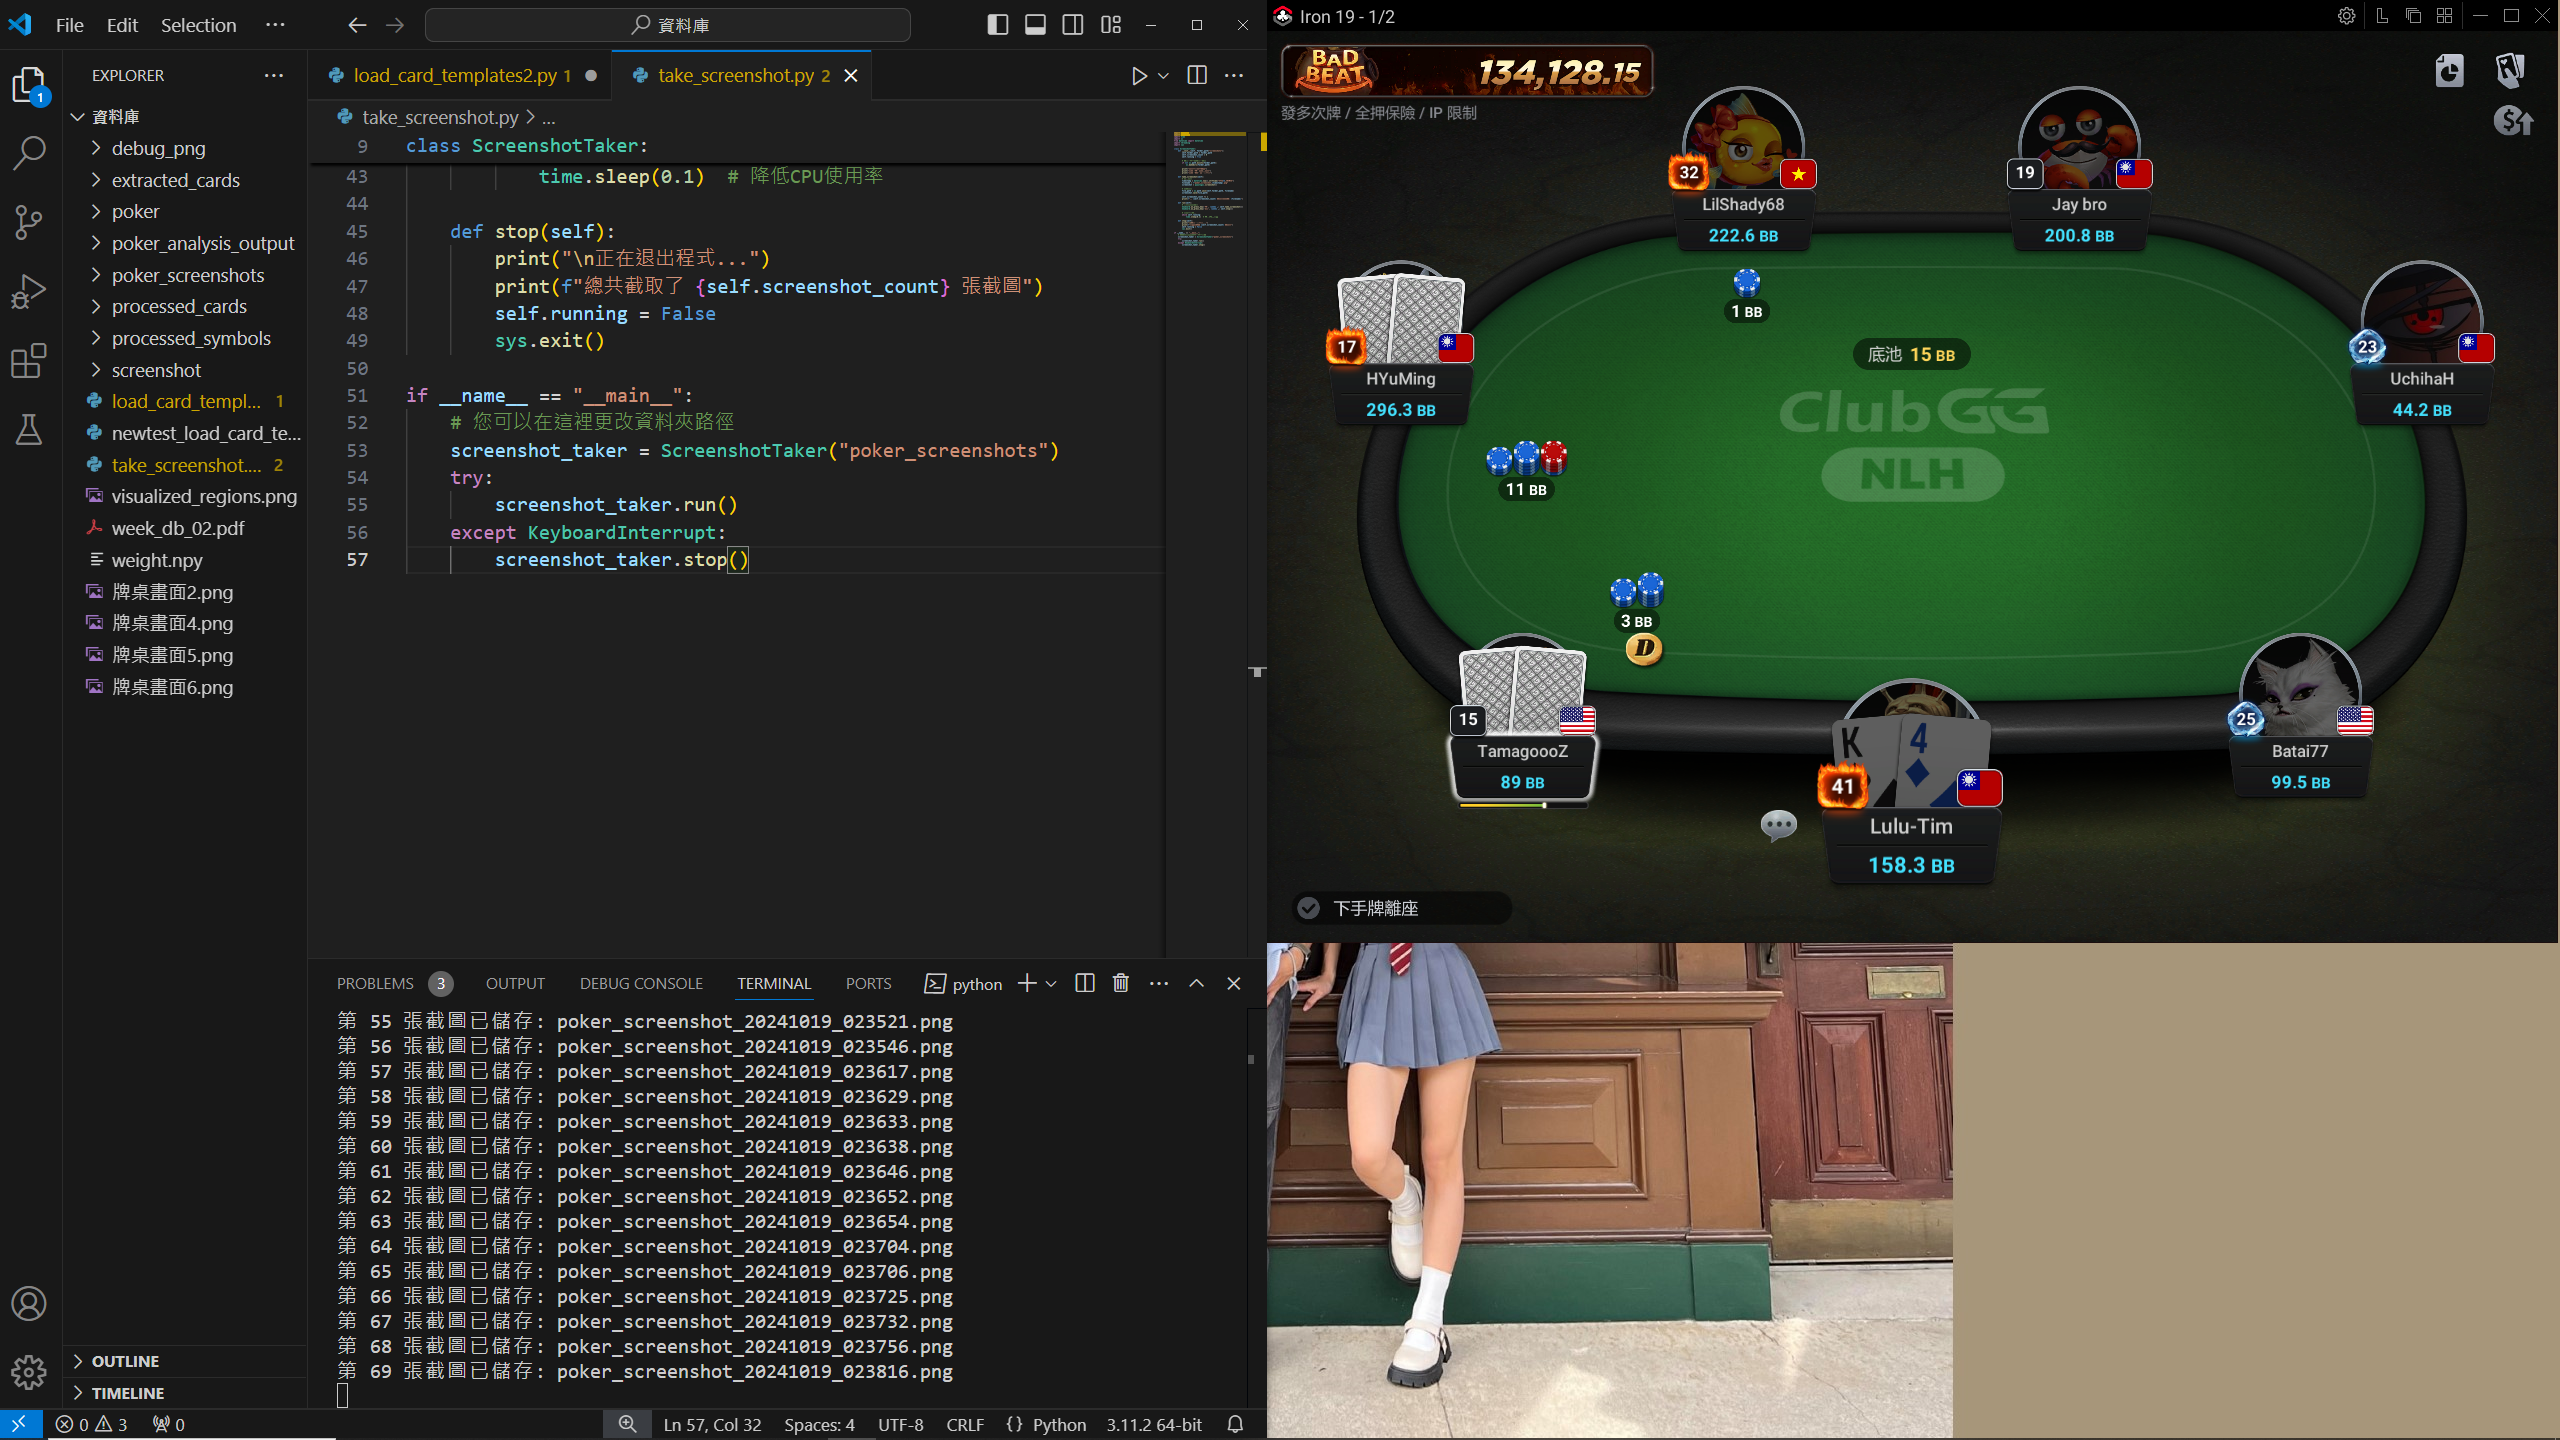 File Edit Selection ··· 資料庫
EXPLORER ···
資料庫
debug_png
extracted_cards
poker
poker_analysis_output
poker_screenshots
processed_cards
processed_symbols
screenshot
load_card_templ... 1
newtest_load_card_te...
take_screenshot.... 2
visualized_regions.png
week_db_02.pdf
weight.npy
牌桌畫面2.png
牌桌畫面4.png
牌桌畫面5.png
牌桌畫面6.png
OUTLINE
TIMELINE
1
load_card_templates2.py 1 take_screenshot.py 2
take_screenshot.py > ...
9 class ScreenshotTaker:
43 time.sleep(0.1) # 降低CPU使用率
44
45 def stop(self):
46 print("\n正在退出程式...")
47 print(f"總共截取了 {self.screenshot_count} 張截圖")
48 self.running = False
49 sys.exit()
50
51 if __name__ == "__main__":
52 # 您可以在這裡更改資料夾路徑
53 screenshot_taker = ScreenshotTaker("poker_screenshots")
54 try:
55 screenshot_taker.run()
56 except KeyboardInterrupt:
57 screenshot_taker.stop()
PROBLEMS 3 OUTPUT DEBUG CONSOLE TERMINAL PORTS python
第 55 張截圖已儲存: poker_screenshot_20241019_023521.png
第 56 張截圖已儲存: poker_screenshot_20241019_023546.png
第 57 張截圖已儲存: poker_screenshot_20241019_023617.png
第 58 張截圖已儲存: poker_screenshot_20241019_023629.png
第 59 張截圖已儲存: poker_screenshot_20241019_023633.png
第 60 張截圖已儲存: poker_screenshot_20241019_023638.png
第 61 張截圖已儲存: poker_screenshot_20241019_023646.png
第 62 張截圖已儲存: poker_screenshot_20241019_023652.png
第 63 張截圖已儲存: poker_screenshot_20241019_023654.png
第 64 張截圖已儲存: poker_screenshot_20241019_023704.png
第 65 張截圖已儲存: poker_screenshot_20241019_023706.png
第 66 張截圖已儲存: poker_screenshot_20241019_023725.png
第 67 張截圖已儲存: poker_screenshot_20241019_023732.png
第 68 張截圖已儲存: poker_screenshot_20241019_023756.png
第 69 張截圖已儲存: poker_screenshot_20241019_023816.png
0 3 0 Ln 57, Col 32 Spaces: 4 UTF-8 CRLF {} Python 3.11.2 64-bit
Iron 19 - 1/2
BAD BEAT 134,128.15
發多次牌 / 全押保險 / IP 限制
32
LilShady68
222.6 BB
19
Jay bro
200.8 BB
1 BB
17
HYuMing
296.3 BB
底池 15 BB
23
UchihaH
44.2 BB
ClubGG
NLH
11 BB
3 BB
D
15
TamagoooZ
89 BB
K 4
41
Lulu-Tim
158.3 BB
25
Batai77
99.5 BB
下手牌離座